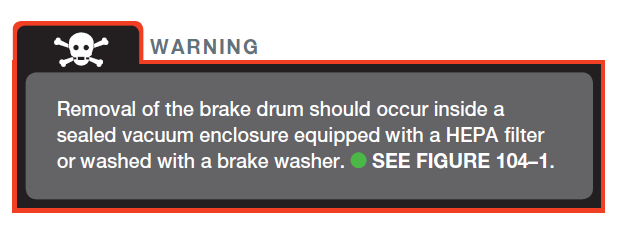 WARNING
Removal of the brake drum should occur inside a
sealed vacuum enclosure equipped with a HEPA filter
or washed with a brake washer. ● SEE FIGURE 104–1.